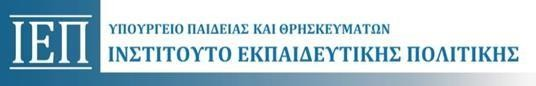 ΙΕΠ
ΥΠΟΥΡΓΕΙΟ ΠΑΙΔΕΙΑΣ ΚΑΙ ΘΡΗΣΚΕΥΜΑΤΩΝ
ΙΝΣΤΙΤΟΥΤΟ ΕΚΠΑΙΔΕΥΤΙΚΗΣ ΠΟΛΙΤΙΚΗΣ